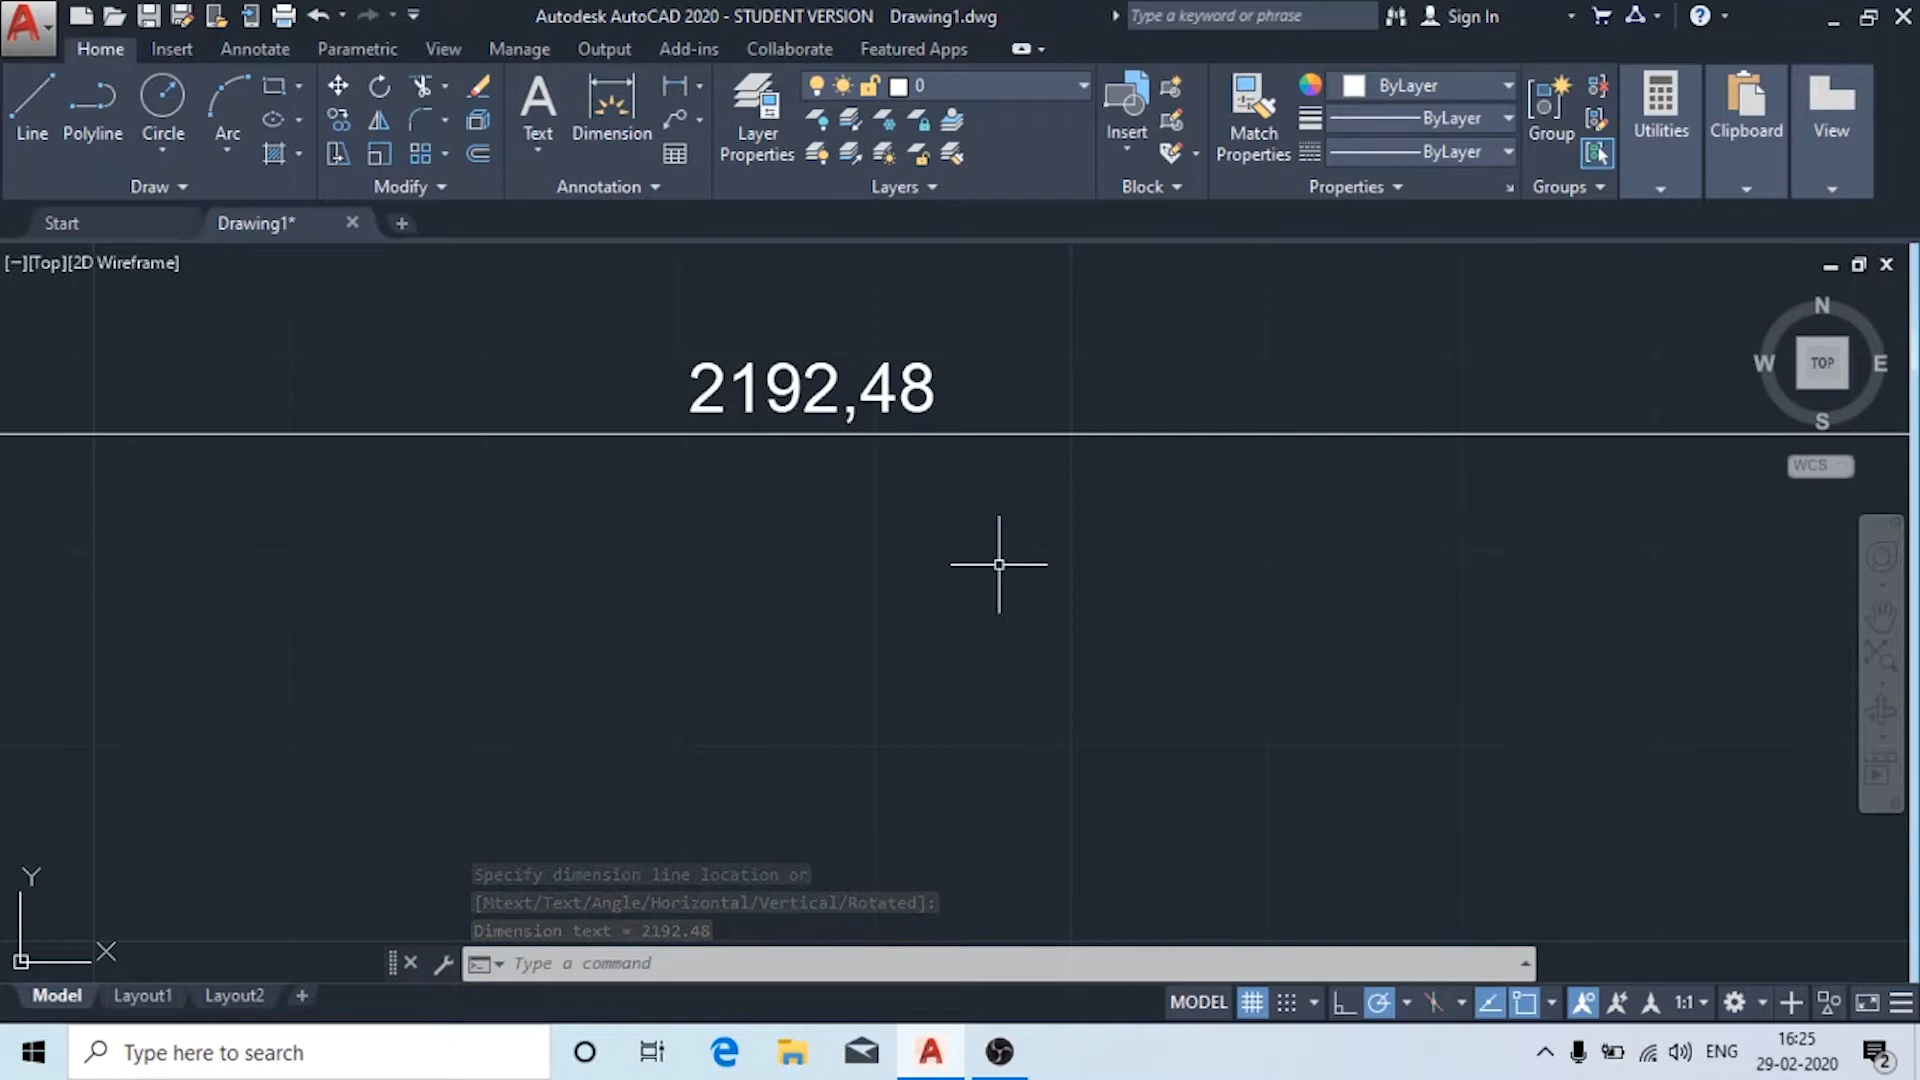 Autodesk AutoCAD 2020 - STUDENT VERSION Drawing1.dwg
Type a keyword or phrase
Sign In
Home Insert Annotate Parametric View Manage Output Add-ins Collaborate Featured Apps
Line Polyline Circle Arc
Text Dimension
Layer Properties
0
Insert
Match Properties
ByLayer
ByLayer
ByLayer
Group
Utilities
Clipboard
View
Draw Modify Annotation Layers Block Properties Groups
Start Drawing1*
[−][Top][2D Wireframe]
N
W TOP E
S
WCS
2192,48
Specify dimension line location or
[Mtext/Text/Angle/Horizontal/Vertical/Rotated]:
Dimension text = 2192.48
Type a command
Y
X
Model Layout1 Layout2
MODEL
1:1
Type here to search
ENG
16:25
29-02-2020
2